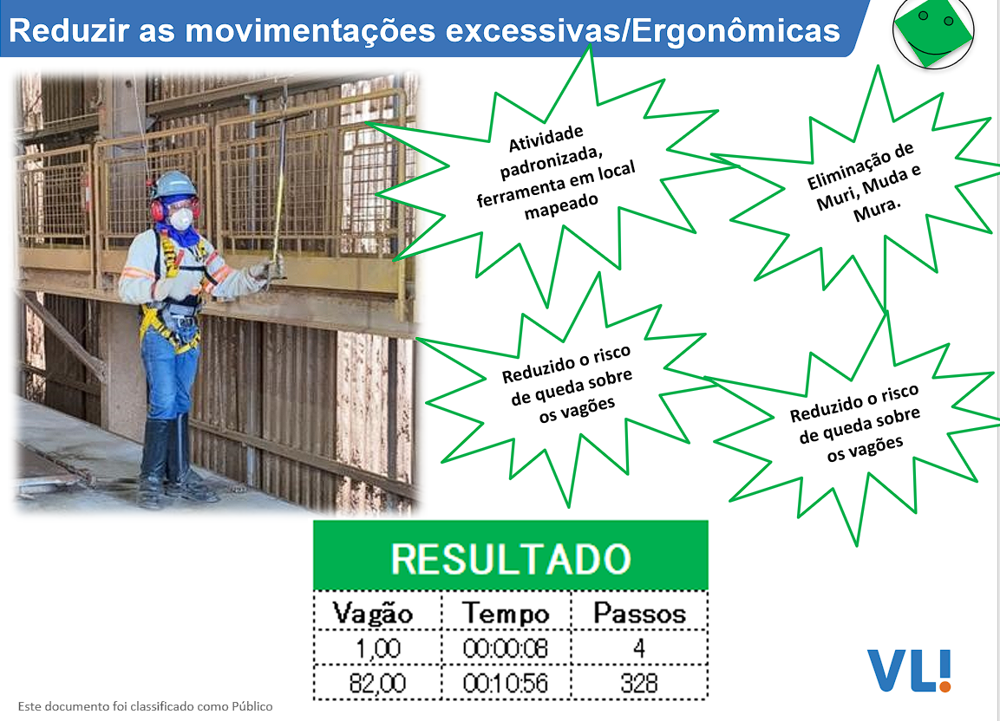 Reduzir as movimentações excessivas/Ergonômicas
Atividade
padronizada,
ferramenta em local
mapeado
Eliminação de
Muri, Muda e
Mura.
Reduzido o risco
de queda sobre
os vagões
Reduzido o risco
de queda sobre
os vagões
RESULTADO
Vagão Tempo Passos
1,00 00:00:08 4
82,00 00:10:56 328
VL!
Este documento foi classificado como Público